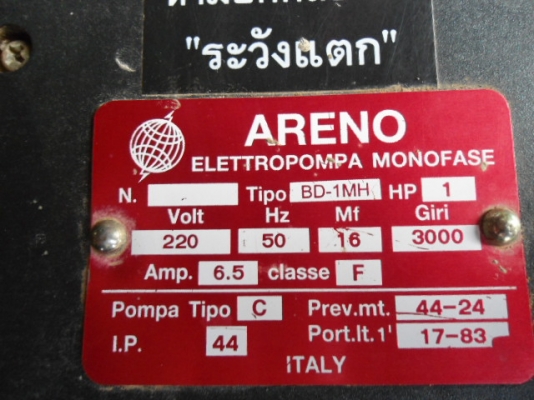 "ระวังแตก"
ARENO
ELETTROPOMPA MONOFASE
N. Tipo BD-1MH HP 1
Volt Hz Mf Giri
220 50 16 3000
Amp. 6.5 classe F
Pompa Tipo C Prev.mt. 44-24
I.P. 44 Port.lt.1' 17-83
ITALY